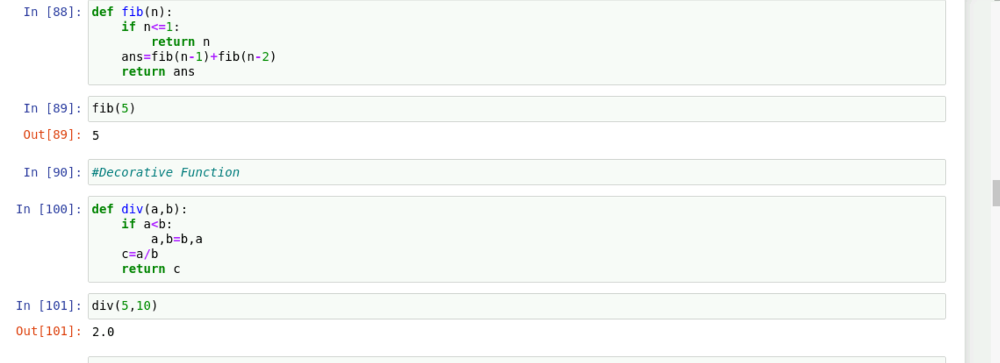 In [88]: def fib(n):
    if n<=1:
        return n
    ans=fib(n-1)+fib(n-2)
    return ans
In [89]: fib(5)
Out[89]: 5
In [90]: #Decorative Function
In [100]: def div(a,b):
    if a<b:
        a,b=b,a
    c=a/b
    return c
In [101]: div(5,10)
Out[101]: 2.0